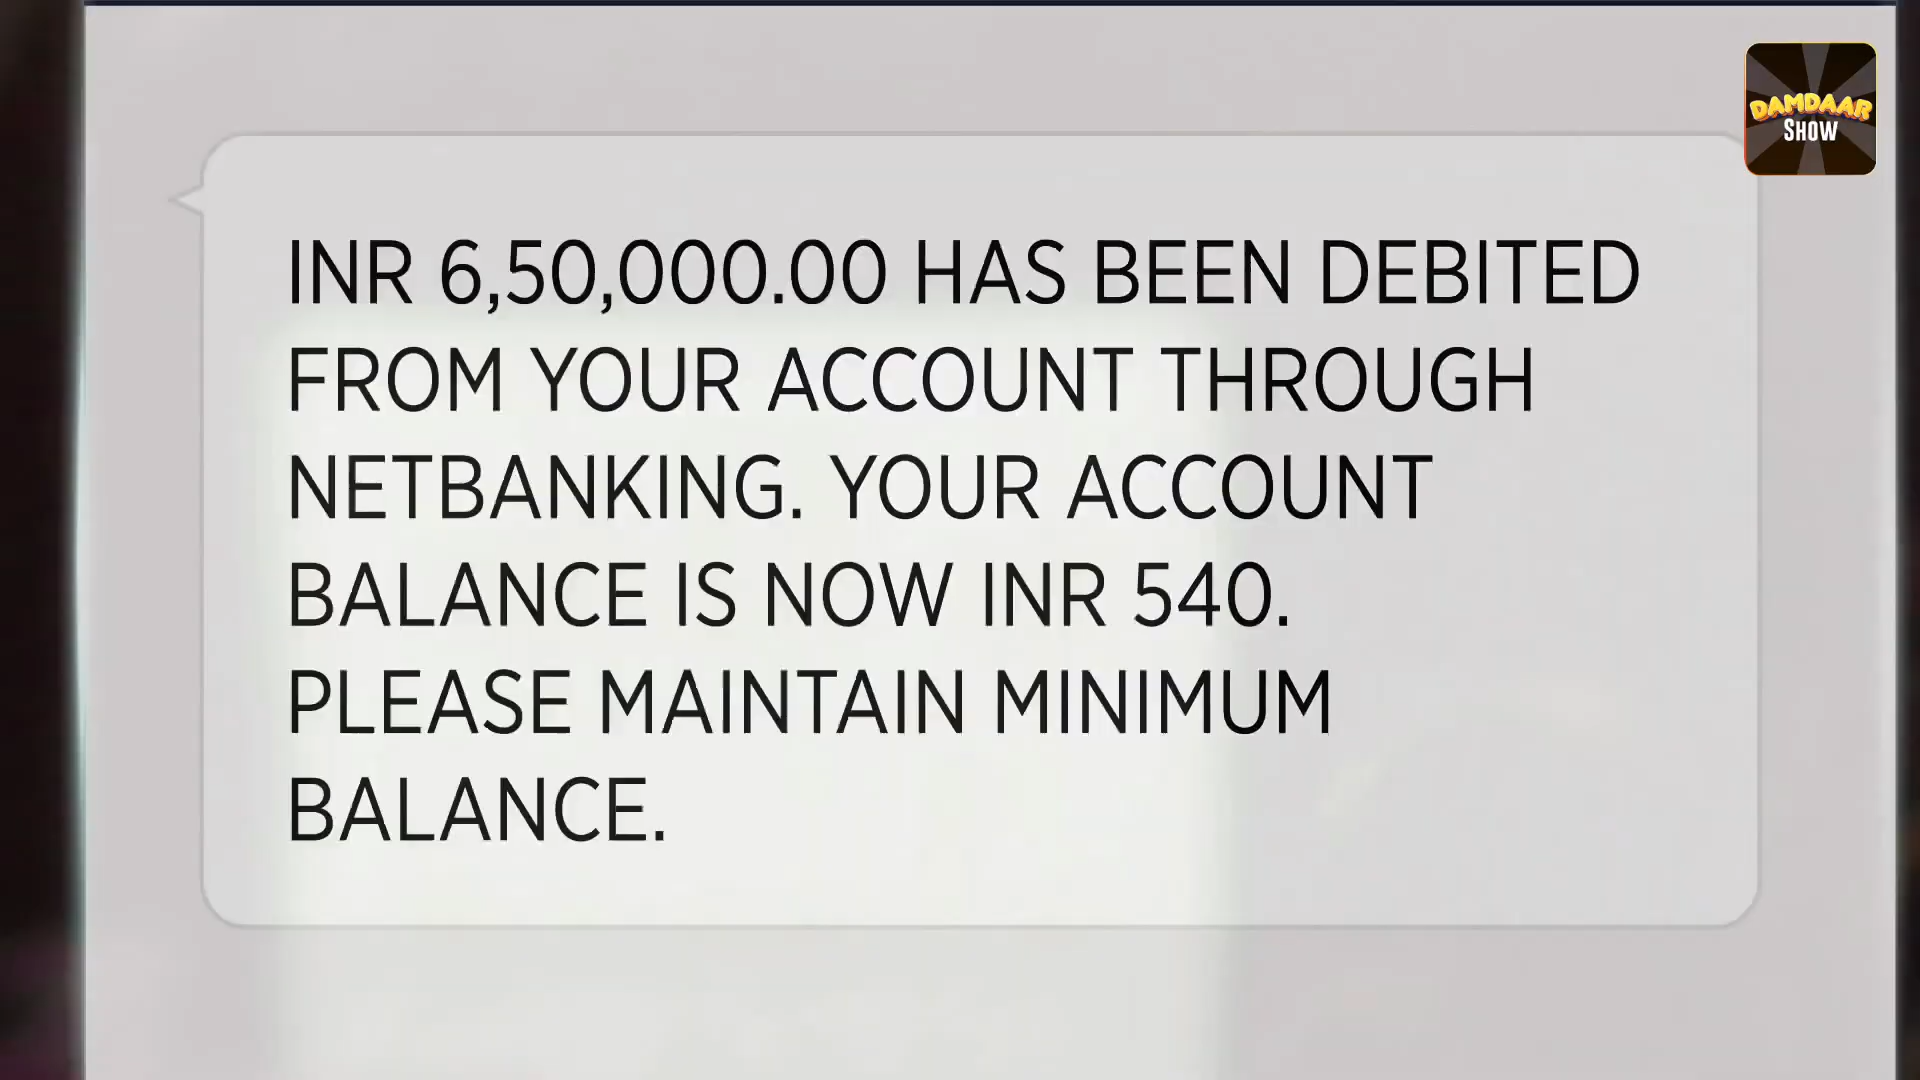 DAMDAAR
SHOW
INR 6,50,000.00 HAS BEEN DEBITED
FROM YOUR ACCOUNT THROUGH
NETBANKING. YOUR ACCOUNT
BALANCE IS NOW INR 540.
PLEASE MAINTAIN MINIMUM
BALANCE.